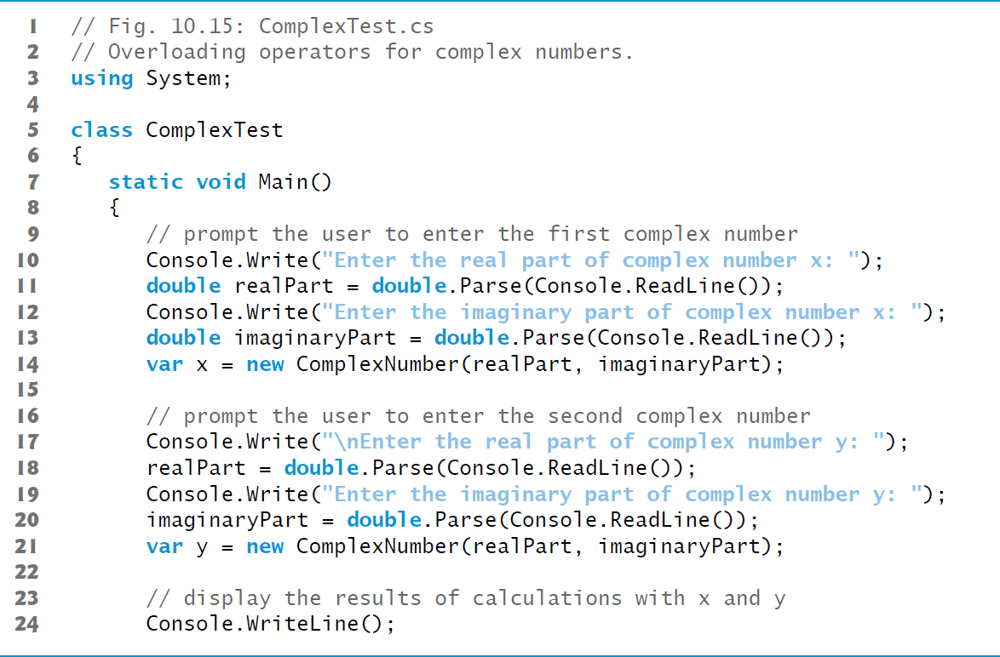 1 // Fig. 10.15: ComplexTest.cs
2 // Overloading operators for complex numbers.
3 using System;
4
5 class ComplexTest
6 {
7 static void Main()
8 {
9 // prompt the user to enter the first complex number
10 Console.Write("Enter the real part of complex number x: ");
11 double realPart = double.Parse(Console.ReadLine());
12 Console.Write("Enter the imaginary part of complex number x: ");
13 double imaginaryPart = double.Parse(Console.ReadLine());
14 var x = new ComplexNumber(realPart, imaginaryPart);
15
16 // prompt the user to enter the second complex number
17 Console.Write("\nEnter the real part of complex number y: ");
18 realPart = double.Parse(Console.ReadLine());
19 Console.Write("Enter the imaginary part of complex number y: ");
20 imaginaryPart = double.Parse(Console.ReadLine());
21 var y = new ComplexNumber(realPart, imaginaryPart);
22
23 // display the results of calculations with x and y
24 Console.WriteLine();